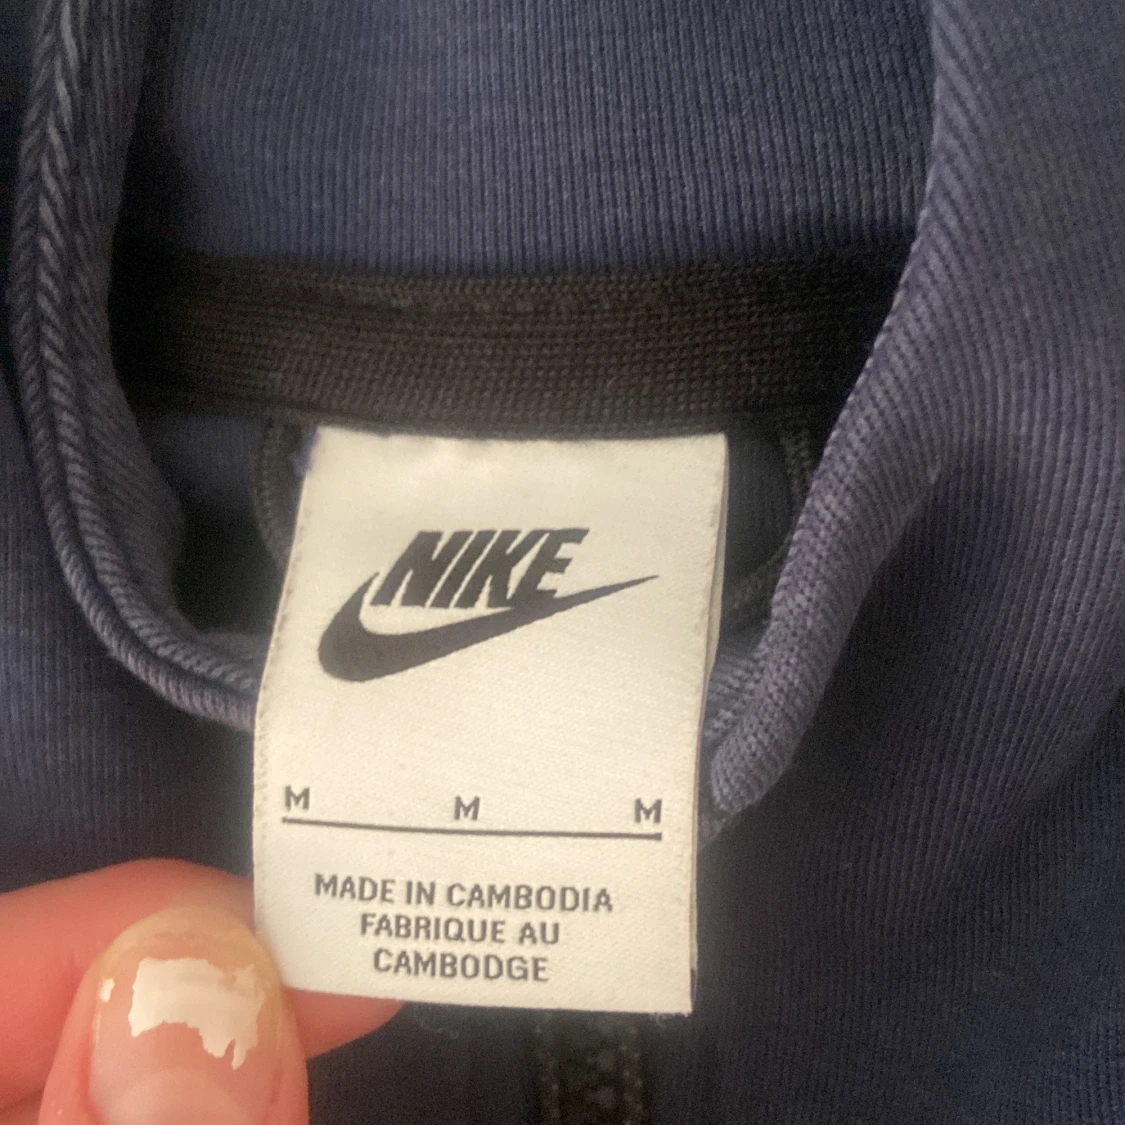 NIKE
M M M
MADE IN CAMBODIA
FABRIQUE AU
CAMBODGE